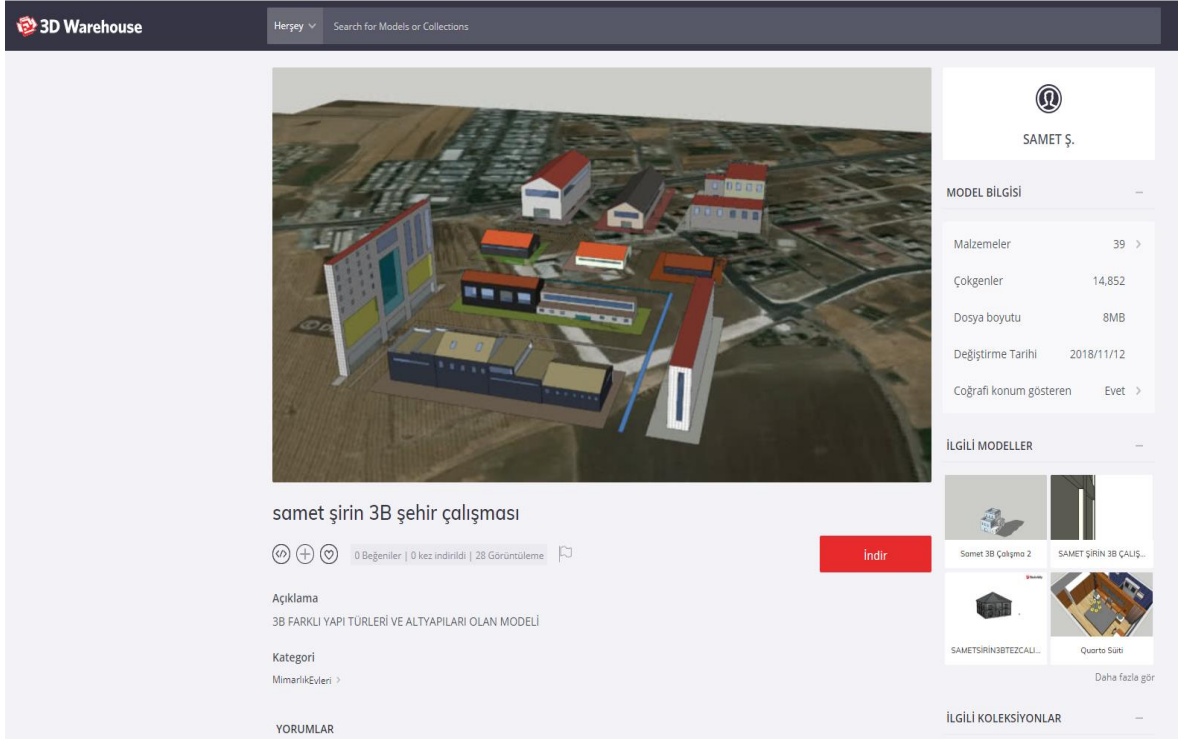 3D Warehouse
Herşey
Search for Models or Collections
SAMET Ş.
MODEL BİLGİSİ
Malzemeler 39
Çokgenler 14,852
Dosya boyutu 8MB
Değiştirme Tarihi 2018/11/12
Coğrafi konum gösteren Evet
İLGİLİ MODELLER
Samet 3B Çalışma 2
SAMET ŞİRİN 3B ÇALIŞ...
SAMETSİRİN3BTEZCALI...
Quarto Süiti
Daha fazla gör
İLGİLİ KOLEKSİYONLAR
samet şirin 3B şehir çalışması
0 Beğeniler | 0 kez indirildi | 28 Görüntüleme
İndir
Açıklama
3B FARKLI YAPI TÜRLERİ VE ALTYAPILARI OLAN MODELİ
Kategori
MimarlıkEvleri
YORUMLAR